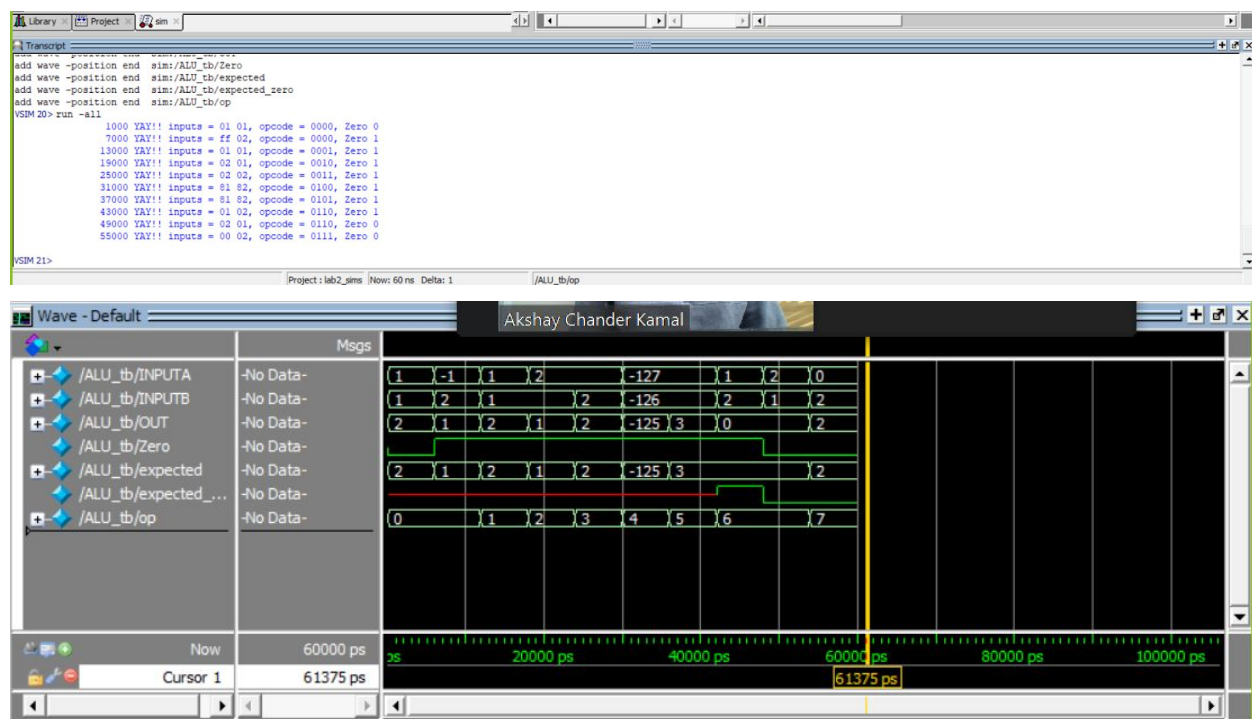 Library Project sim
Transcript
add wave -position end sim:/ALU_tb/Zero
add wave -position end sim:/ALU_tb/expected
add wave -position end sim:/ALU_tb/expected_zero
add wave -position end sim:/ALU_tb/op
VSIM 20> run -all
1000 YAY!! inputs = 01 01, opcode = 0000, Zero 0
7000 YAY!! inputs = ff 02, opcode = 0000, Zero 1
13000 YAY!! inputs = 01 01, opcode = 0001, Zero 1
19000 YAY!! inputs = 02 01, opcode = 0010, Zero 1
25000 YAY!! inputs = 02 02, opcode = 0011, Zero 1
31000 YAY!! inputs = 81 82, opcode = 0100, Zero 1
37000 YAY!! inputs = 81 82, opcode = 0101, Zero 1
43000 YAY!! inputs = 01 02, opcode = 0110, Zero 1
49000 YAY!! inputs = 02 01, opcode = 0110, Zero 0
55000 YAY!! inputs = 00 02, opcode = 0111, Zero 0
VSIM 21>
Project : lab2_sims Now: 60 ns Delta: 1 /ALU_tb/op
Wave - Default Akshay Chander Kamal
Msgs
/ALU_tb/INPUTA -No Data- 1 -1 1 2 -127 1 2 0
/ALU_tb/INPUTB -No Data- 1 2 1 2 -126 2 1 2
/ALU_tb/OUT -No Data- 2 1 2 1 2 -125 3 0 2
/ALU_tb/Zero -No Data-
/ALU_tb/expected -No Data- 2 1 2 1 2 -125 3 2
/ALU_tb/expected_... -No Data-
/ALU_tb/op -No Data- 0 1 2 3 4 5 6 7
Now 60000 ps ps 20000 ps 40000 ps 60000 ps 80000 ps 100000 ps
Cursor 1 61375 ps 61375 ps